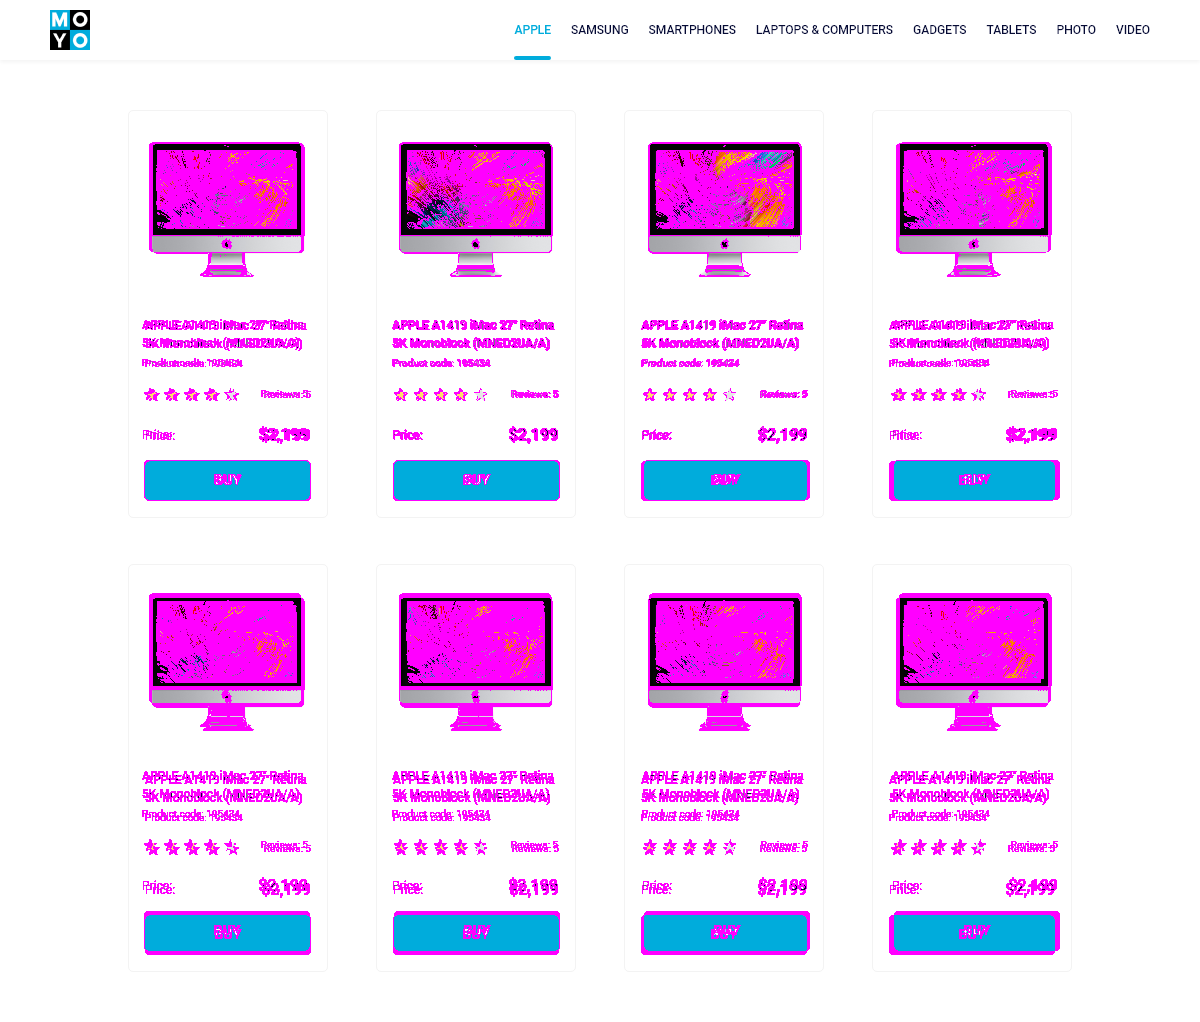 MO
YO
APPLE SAMSUNG SMARTPHONES LAPTOPS & COMPUTERS GADGETS TABLETS PHOTO VIDEO
APPLE A1419 iMac 27” Retina APPLE A1419 iMac 27” Retina APPLE A1419 iMac 27” Retina APPLE A1419 iMac 27” Retina
5K Monoblock (MNED2UA/A) 5K Monoblock (MNED2UA/A) 5K Monoblock (MNED2UA/A) 5K Monoblock (MNED2UA/A)
Product code: 195434 Product code: 195434 Product code: 195434 Product code: 195434
Reviews: 5 Reviews: 5 Reviews: 5 Reviews: 5
Price: $2,199 Price: $2,199 Price: $2,199 Price: $2,199
BUY BUY BUY BUY
APPLE A1419 iMac 27” Retina APPLE A1419 iMac 27” Retina APPLE A1419 iMac 27” Retina APPLE A1419 iMac 27” Retina
5K Monoblock (MNED2UA/A) 5K Monoblock (MNED2UA/A) 5K Monoblock (MNED2UA/A) 5K Monoblock (MNED2UA/A)
Product code: 195434 Product code: 195434 Product code: 195434 Product code: 195434
Reviews: 5 Reviews: 5 Reviews: 5 Reviews: 5
Price: $2,199 Price: $2,199 Price: $2,199 Price: $2,199
BUY BUY BUY BUY